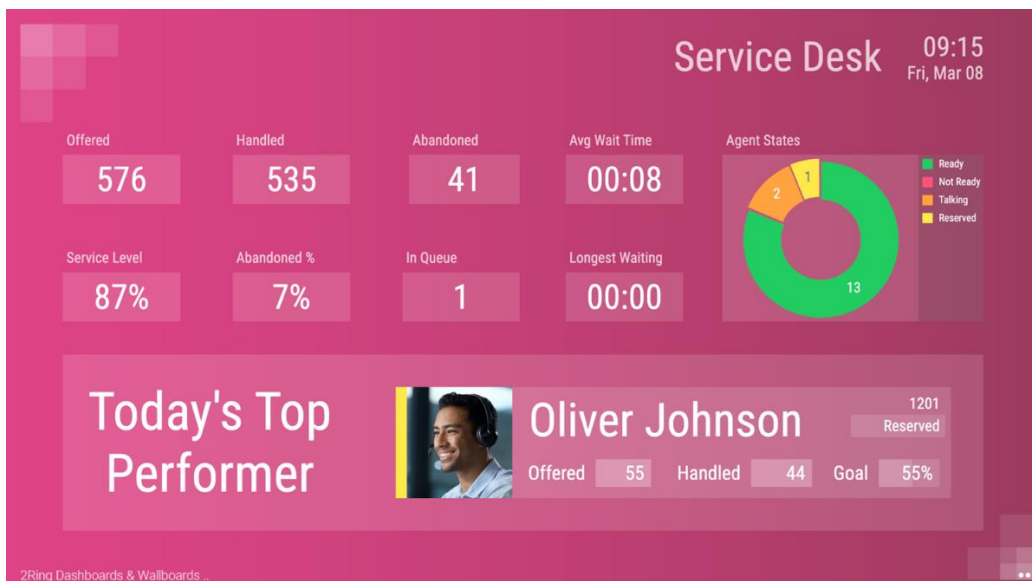 Service Desk
09:15
Fri, Mar 08
Offered
Handled
Abandoned
Avg Wait Time
Agent States
576
535
41
00:08
1
2
13
Ready
Not Ready
Talking
Reserved
Service Level
Abandoned %
In Queue
Longest Waiting
87%
7%
1
00:00
Today's Top
Performer
Oliver Johnson
1201
Reserved
Offered 55 Handled 44 Goal 55%
2Ring Dashboards & Wallboards ..